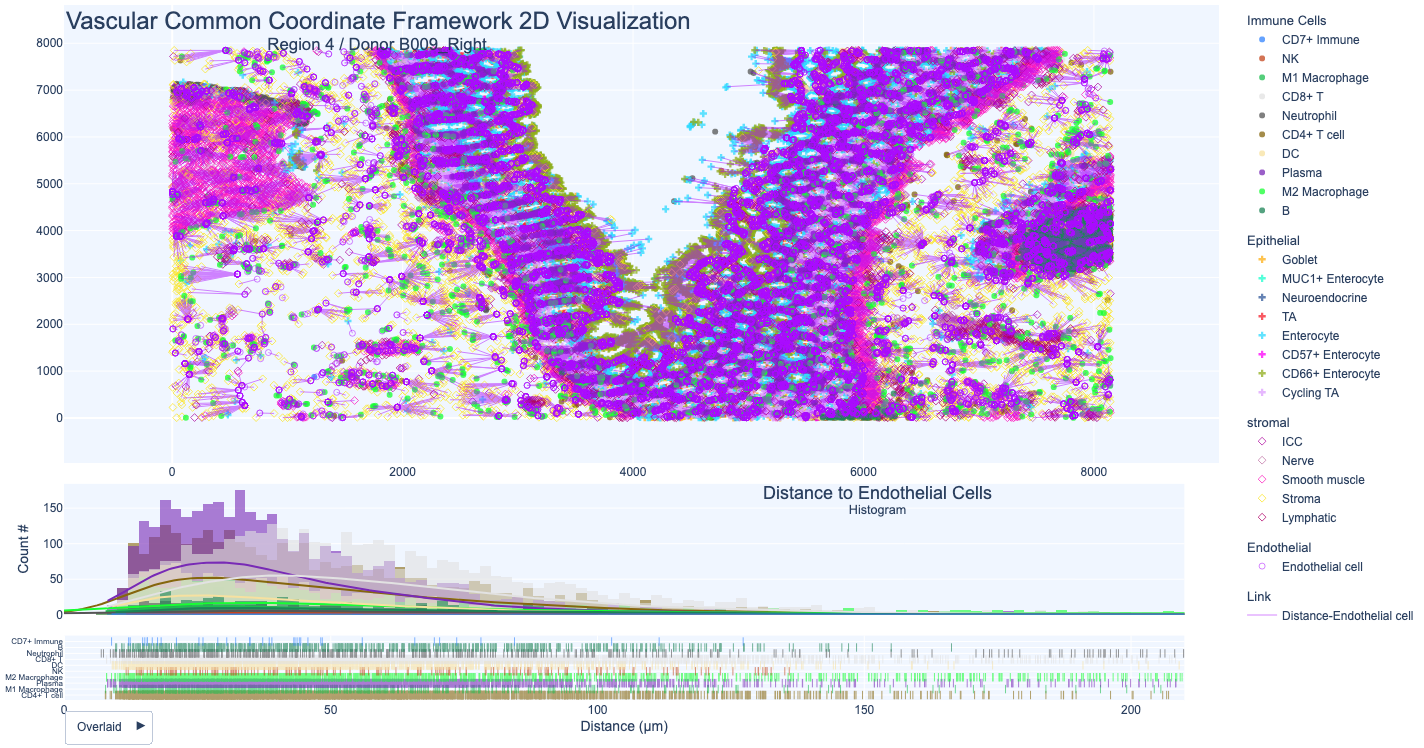 Vascular Common Coordinate Framework 2D Visualization
Region 4 / Donor B009_Right
8000
7000
6000
5000
4000
3000
2000
1000
0
0 2000 4000 6000 8000
Immune Cells
CD7+ Immune
NK
M1 Macrophage
CD8+ T
Neutrophil
CD4+ T cell
DC
Plasma
M2 Macrophage
B
Epithelial
Goblet
MUC1+ Enterocyte
Neuroendocrine
TA
Enterocyte
CD57+ Enterocyte
CD66+ Enterocyte
Cycling TA
stromal
ICC
Nerve
Smooth muscle
Stroma
Lymphatic
Endothelial
Endothelial cell
Link
Distance-Endothelial cell
Distance to Endothelial Cells
Histogram
Count #
150
100
50
0
CD7+ Immune
B
Neutrophil
CD8+ T
DC
NK
M2 Macrophage
Plasma
M1 Macrophage
CD4+ T cell
0 50 100 150 200
Distance (μm)
Overlaid ▶